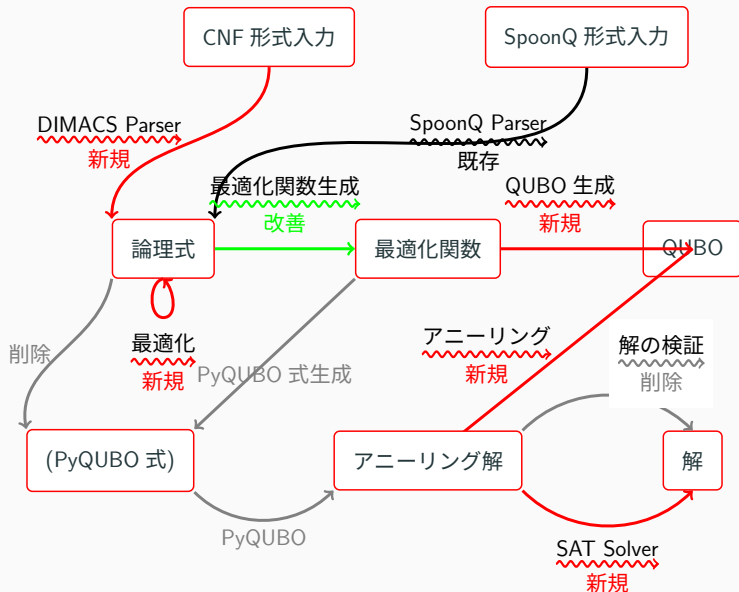 CNF 形式入力
SpoonQ 形式入力
DIMACS Parser
新規
SpoonQ Parser
既存
最適化関数生成
改善
QUBO 生成
新規
論理式
最適化関数
QUBO
最適化
新規
削除
PyQUBO 式生成
アニーリング
新規
解の検証
削除
(PyQUBO 式)
アニーリング解
解
PyQUBO
SAT Solver
新規